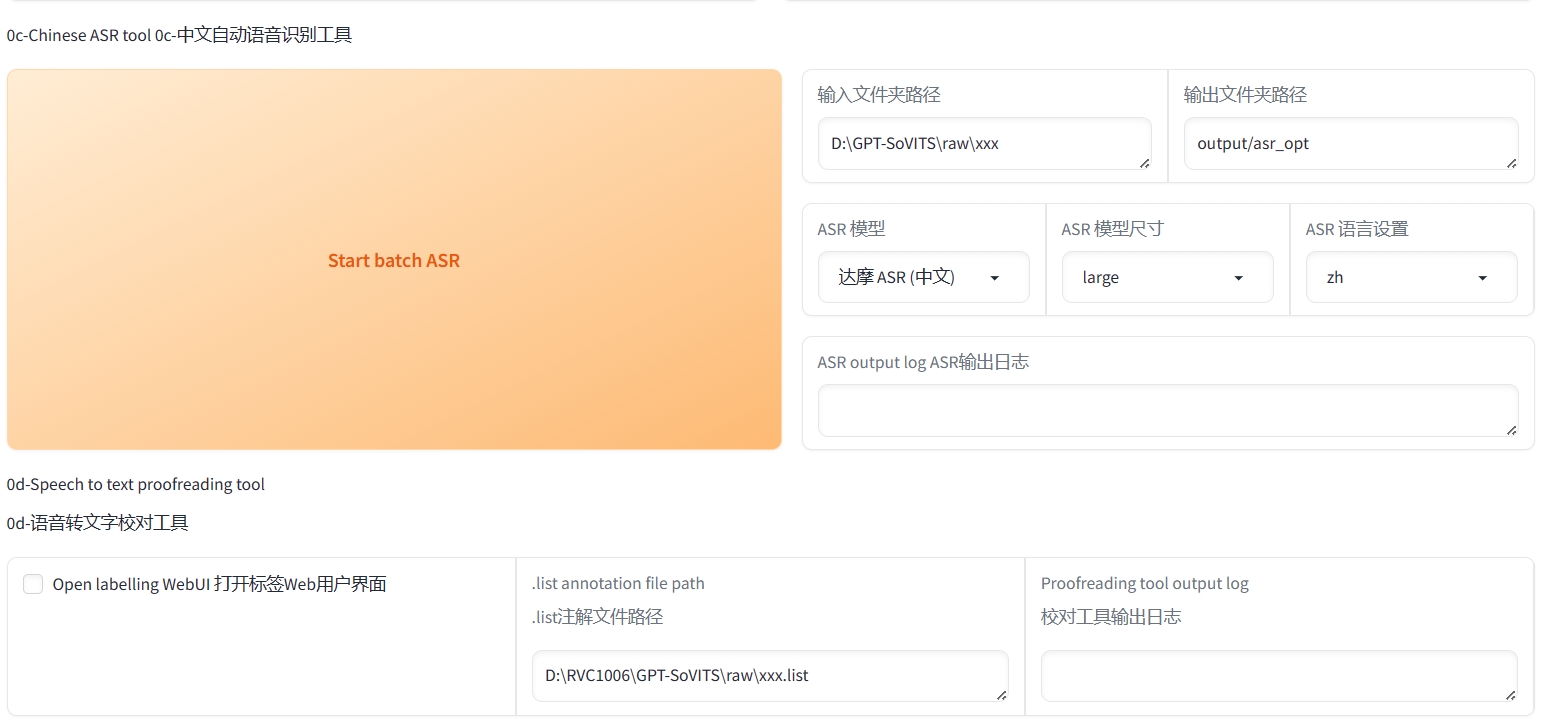 0c-Chinese ASR tool 0c-中文自动语音识别工具
Start batch ASR
输入文件夹路径
D:\GPT-SoVITS\raw\xxx
输出文件夹路径
output/asr_opt
ASR 模型
达摩 ASR (中文)
ASR 模型尺寸
large
ASR 语言设置
zh
ASR output log ASR输出日志
0d-Speech to text proofreading tool
0d-语音转文字校对工具
Open labelling WebUI 打开标签Web用户界面
.list annotation file path
.list注解文件路径
D:\RVC1006\GPT-SoVITS\raw\xxx.list
Proofreading tool output log
校对工具输出日志